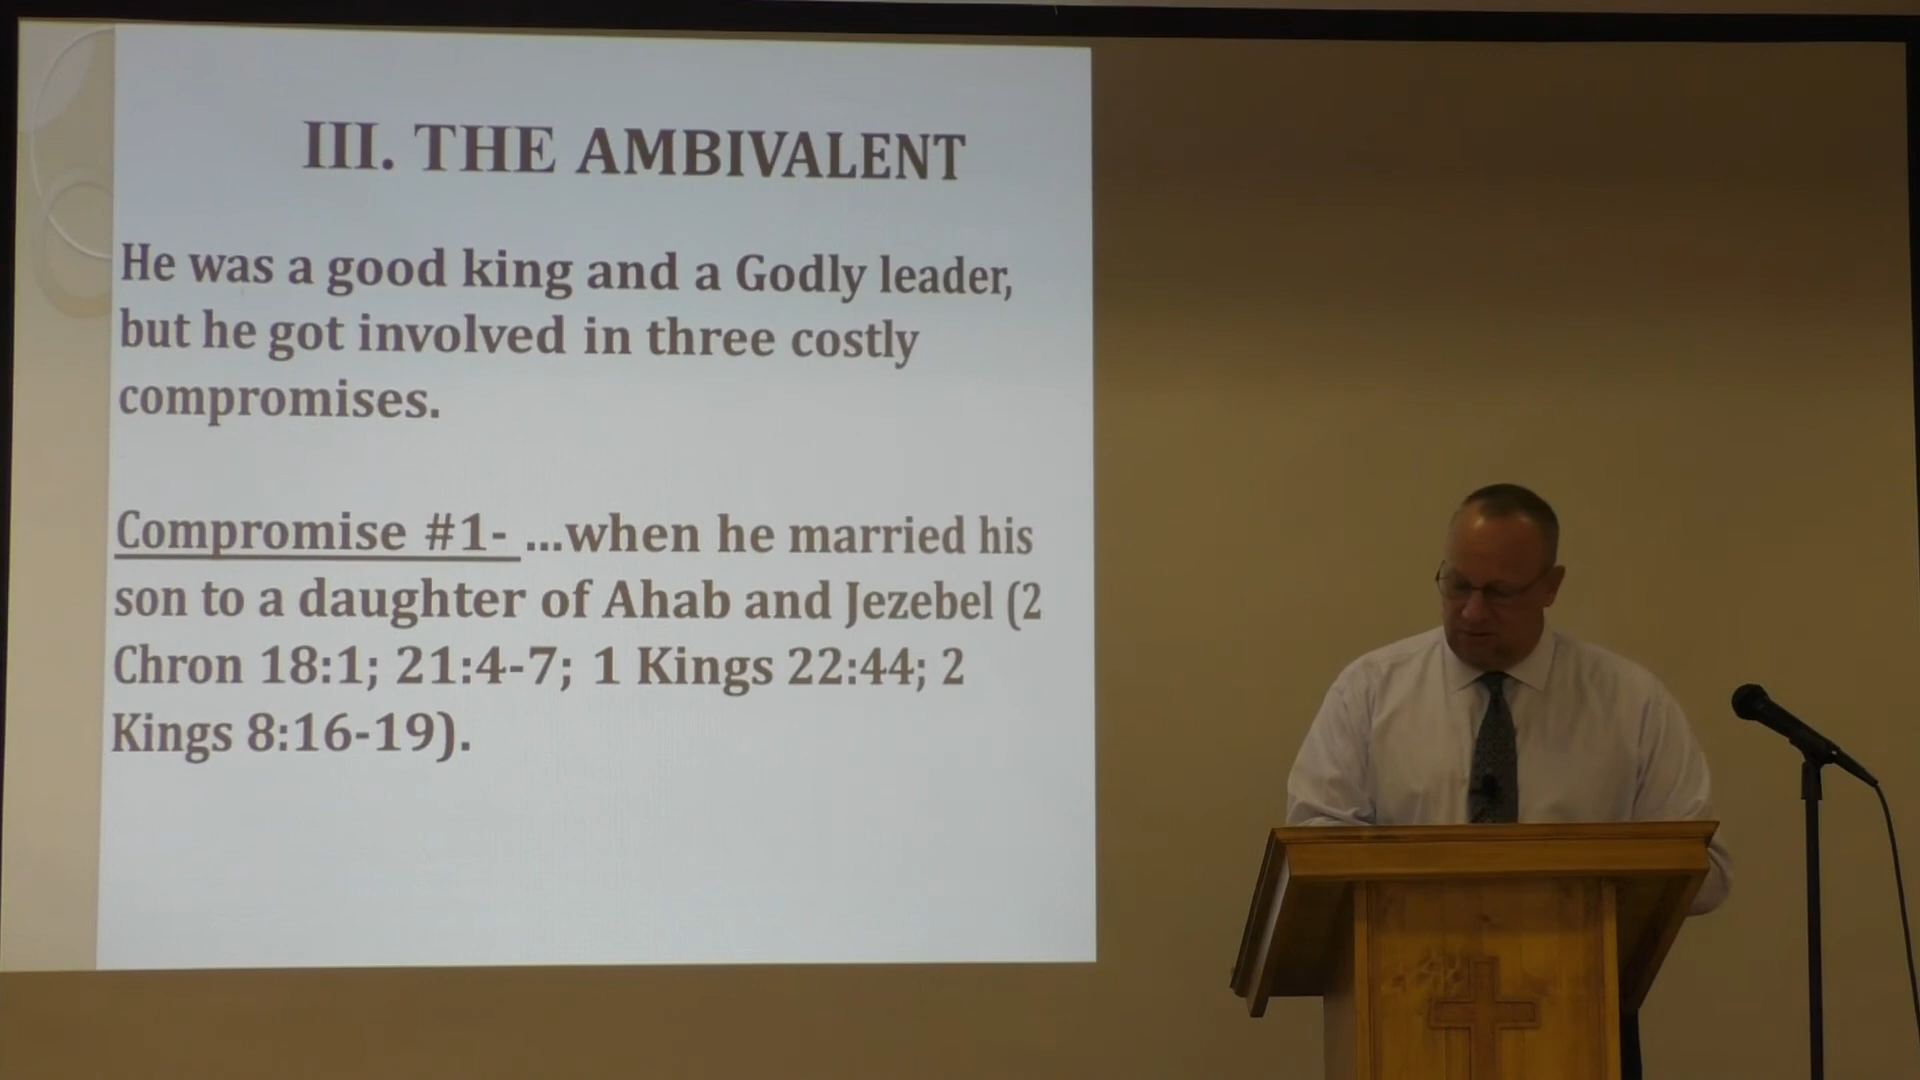 III. THE AMBIVALENT
He was a good king and a Godly leader,
but he got involved in three costly
compromises.
Compromise #1- ...when he married his
son to a daughter of Ahab and Jezebel (2
Chron 18:1; 21:4-7; 1 Kings 22:44; 2
Kings 8:16-19).